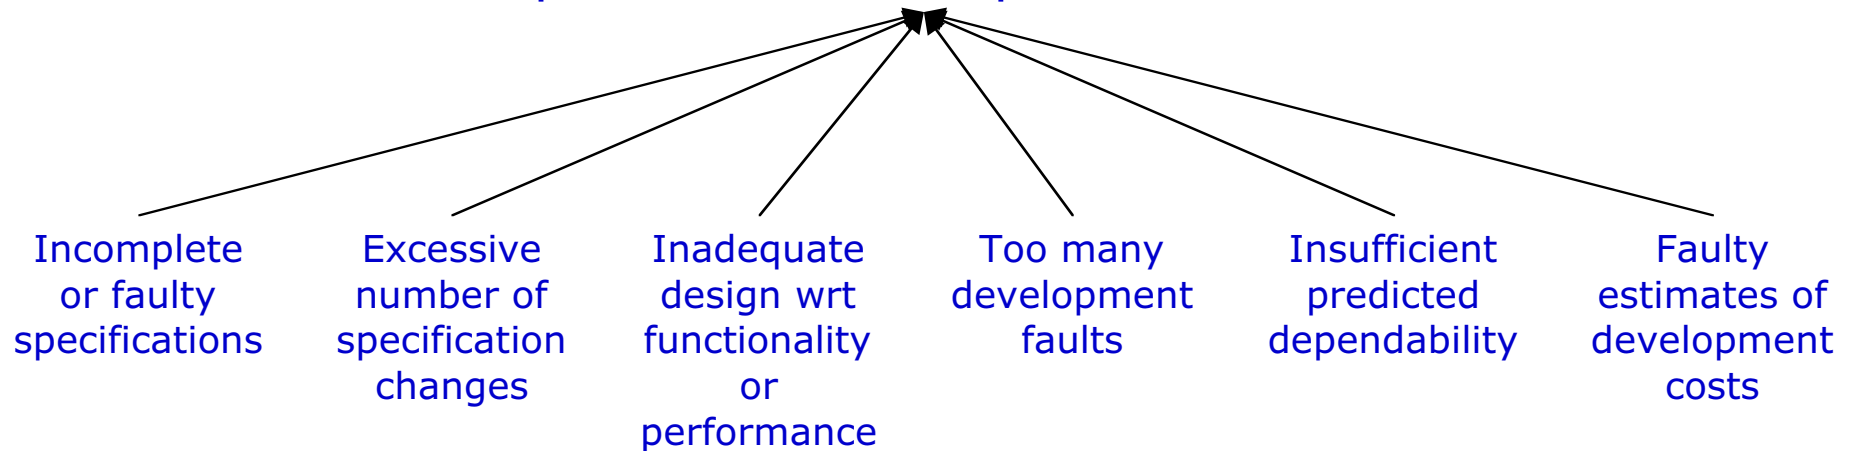 Incomplete
or faulty
specifications
Excessive
number of
specification
changes
Inadequate
design wrt
functionality
or
performance
Too many
development
faults
Insufficient
predicted
dependability
Faulty
estimates of
development
costs